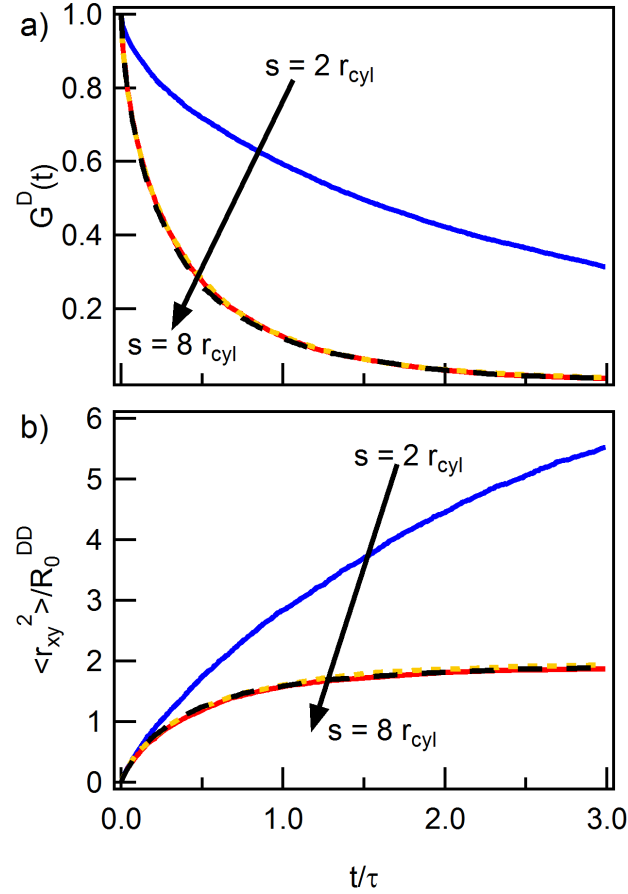 a)
1.0
0.8
0.6
0.4
0.2
G^D(t)
s = 2 r_cyl
s = 8 r_cyl
b)
6
5
4
3
2
1
0
<r_xy^2>/R_0^DD
s = 2 r_cyl
s = 8 r_cyl
0.0 1.0 2.0 3.0
t/τ